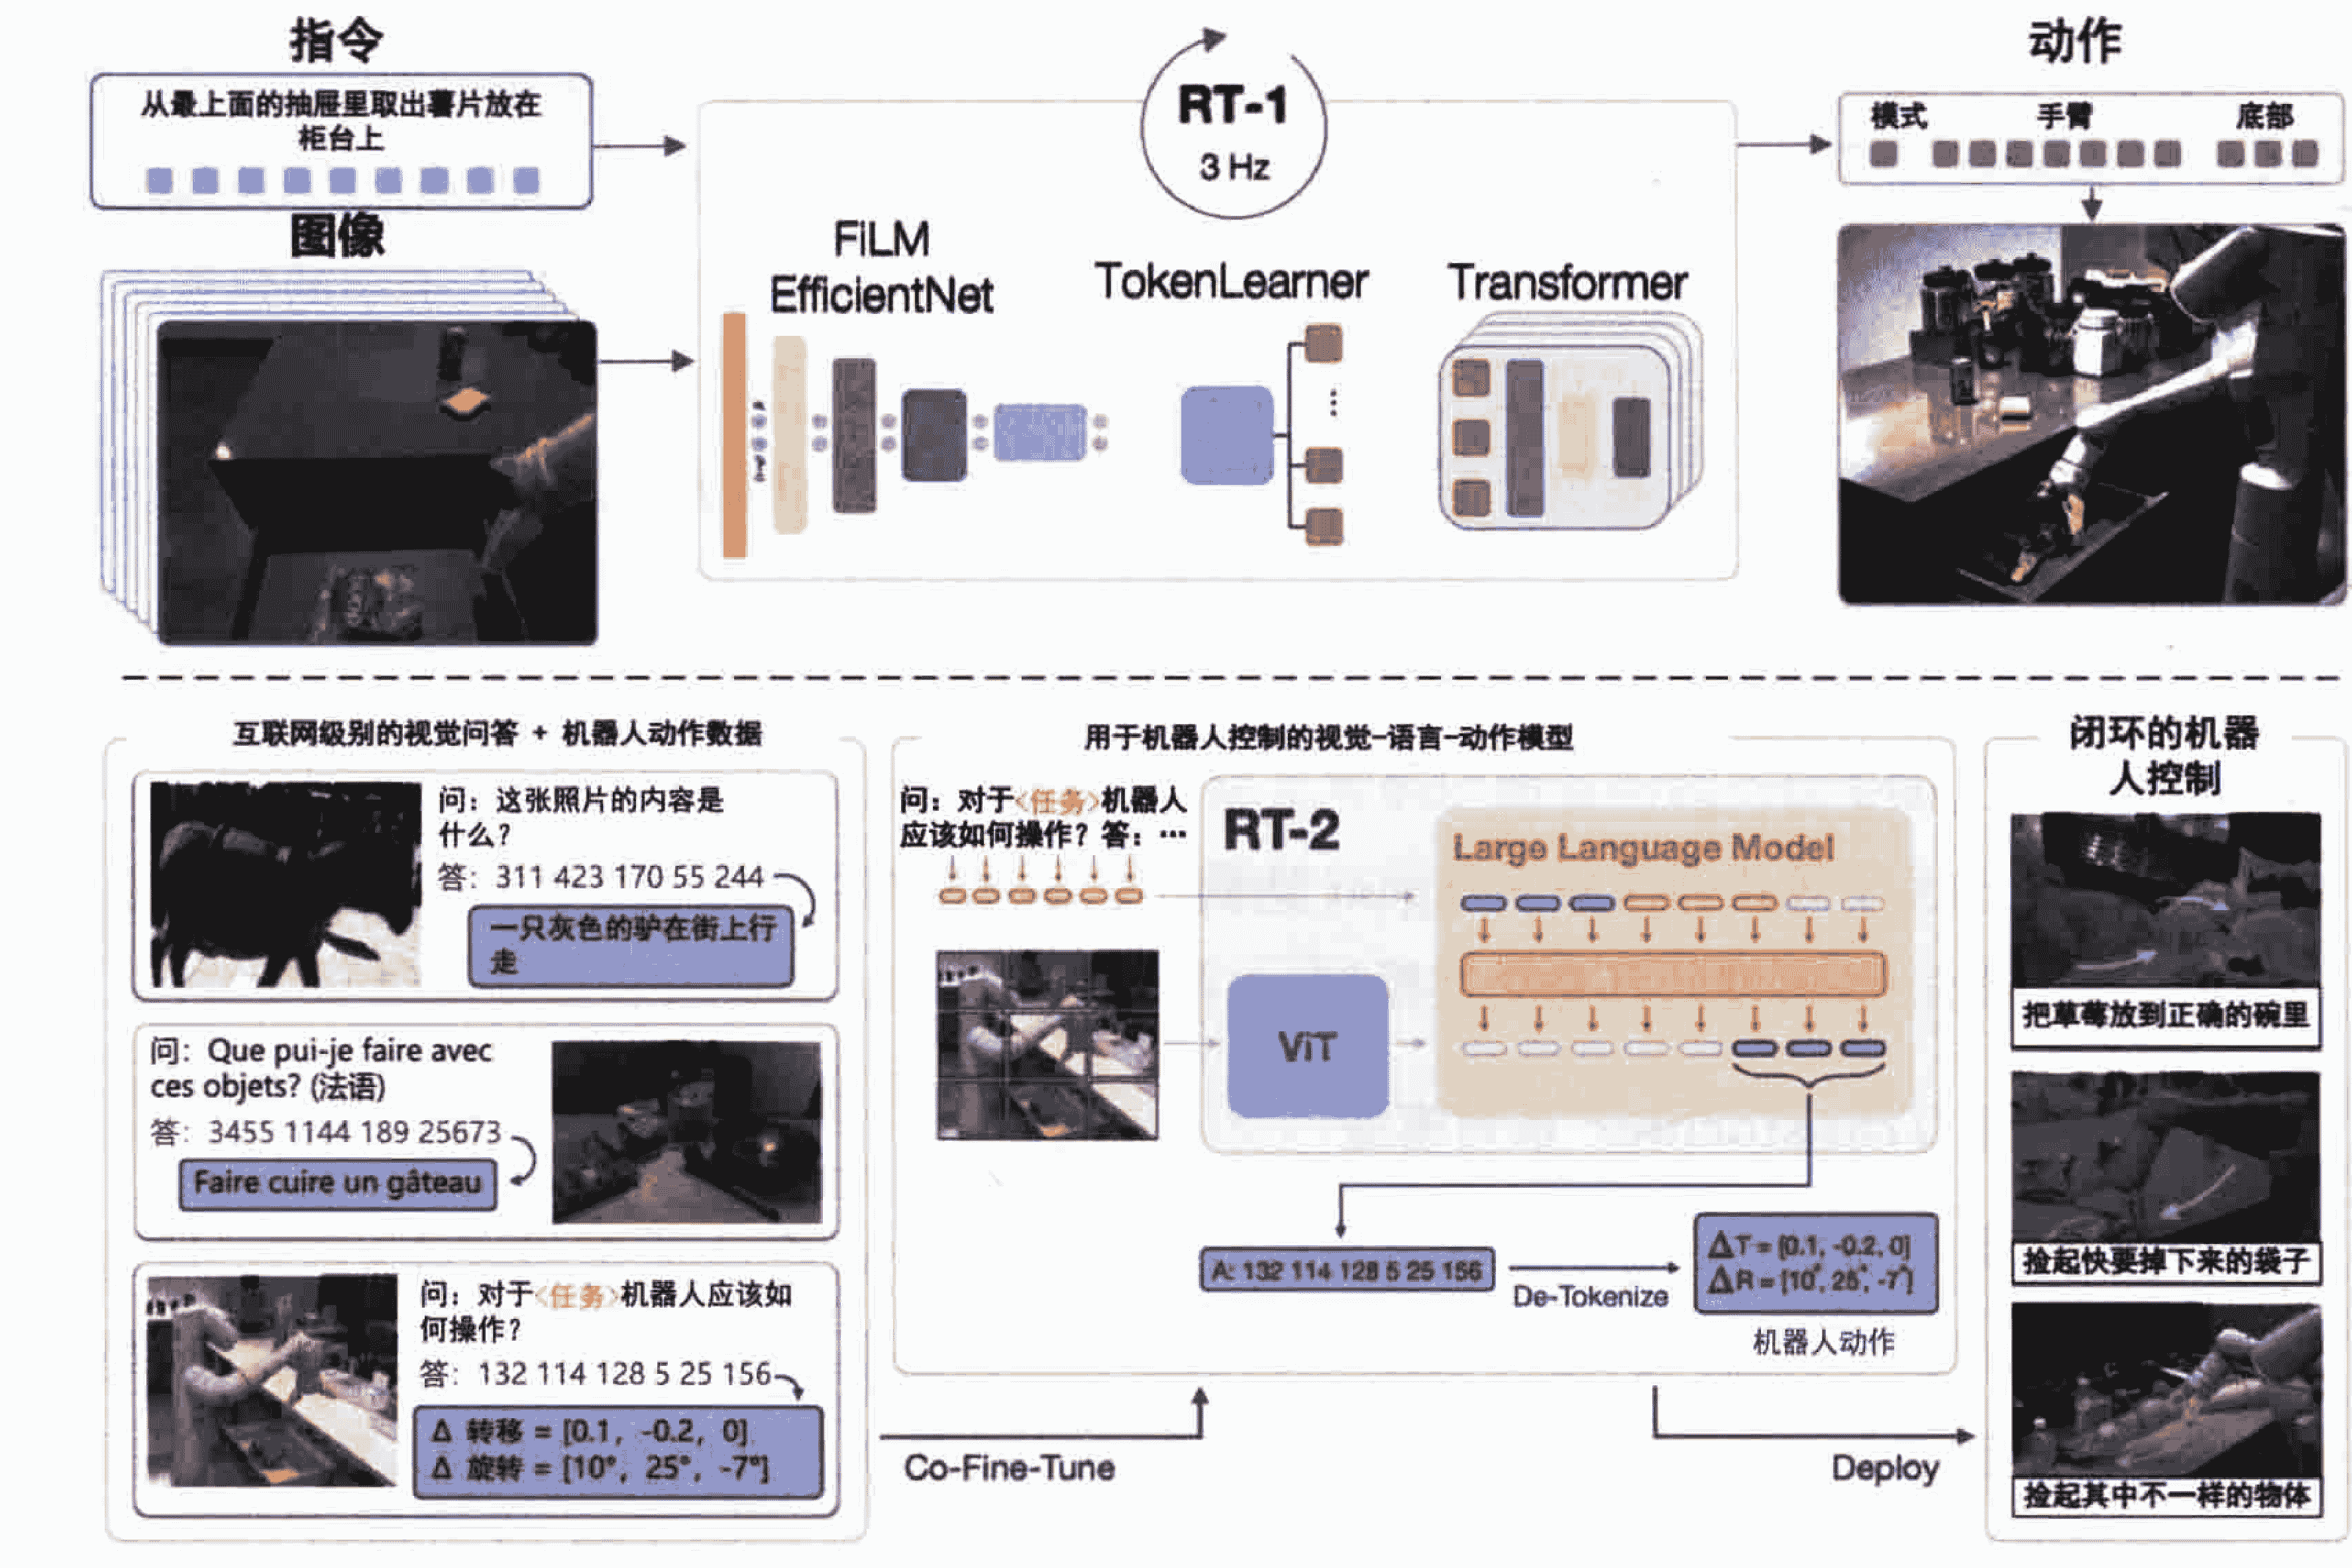 指令
从最上面的抽屉里取出薯片放在
柜台上
图像
RT-1
3 Hz
FiLM
EfficientNet
TokenLearner
Transformer
动作
模式 手臂 底部
互联网级别的视觉问答 + 机器人动作数据
问：这张照片的内容是
什么？
答：311 423 170 55 244
一只灰色的驴在街上行
走
问：Que pui-je faire avec
ces objets? (法语)
答：3455 1144 189 25673
Faire cuire un gâteau
问：对于<任务>机器人应该如
何操作？
答：132 114 128 5 25 156
Δ 转移 = [0.1, -0.2, 0]
Δ 旋转 = [10°, 25°, -7°]
Co-Fine-Tune
用于机器人控制的视觉-语言-动作模型
问：对于<任务>机器人
应该如何操作？答：…
RT-2
Large Language Model
ViT
A: 132 114 128 5 25 156
De-Tokenize
ΔT = [0.1, -0.2, 0]
ΔR = [10°, 25°, -7°]
机器人动作
Deploy
闭环的机器
人控制
把草莓放到正确的碗里
捡起快要掉下来的袋子
捡起其中不一样的物体